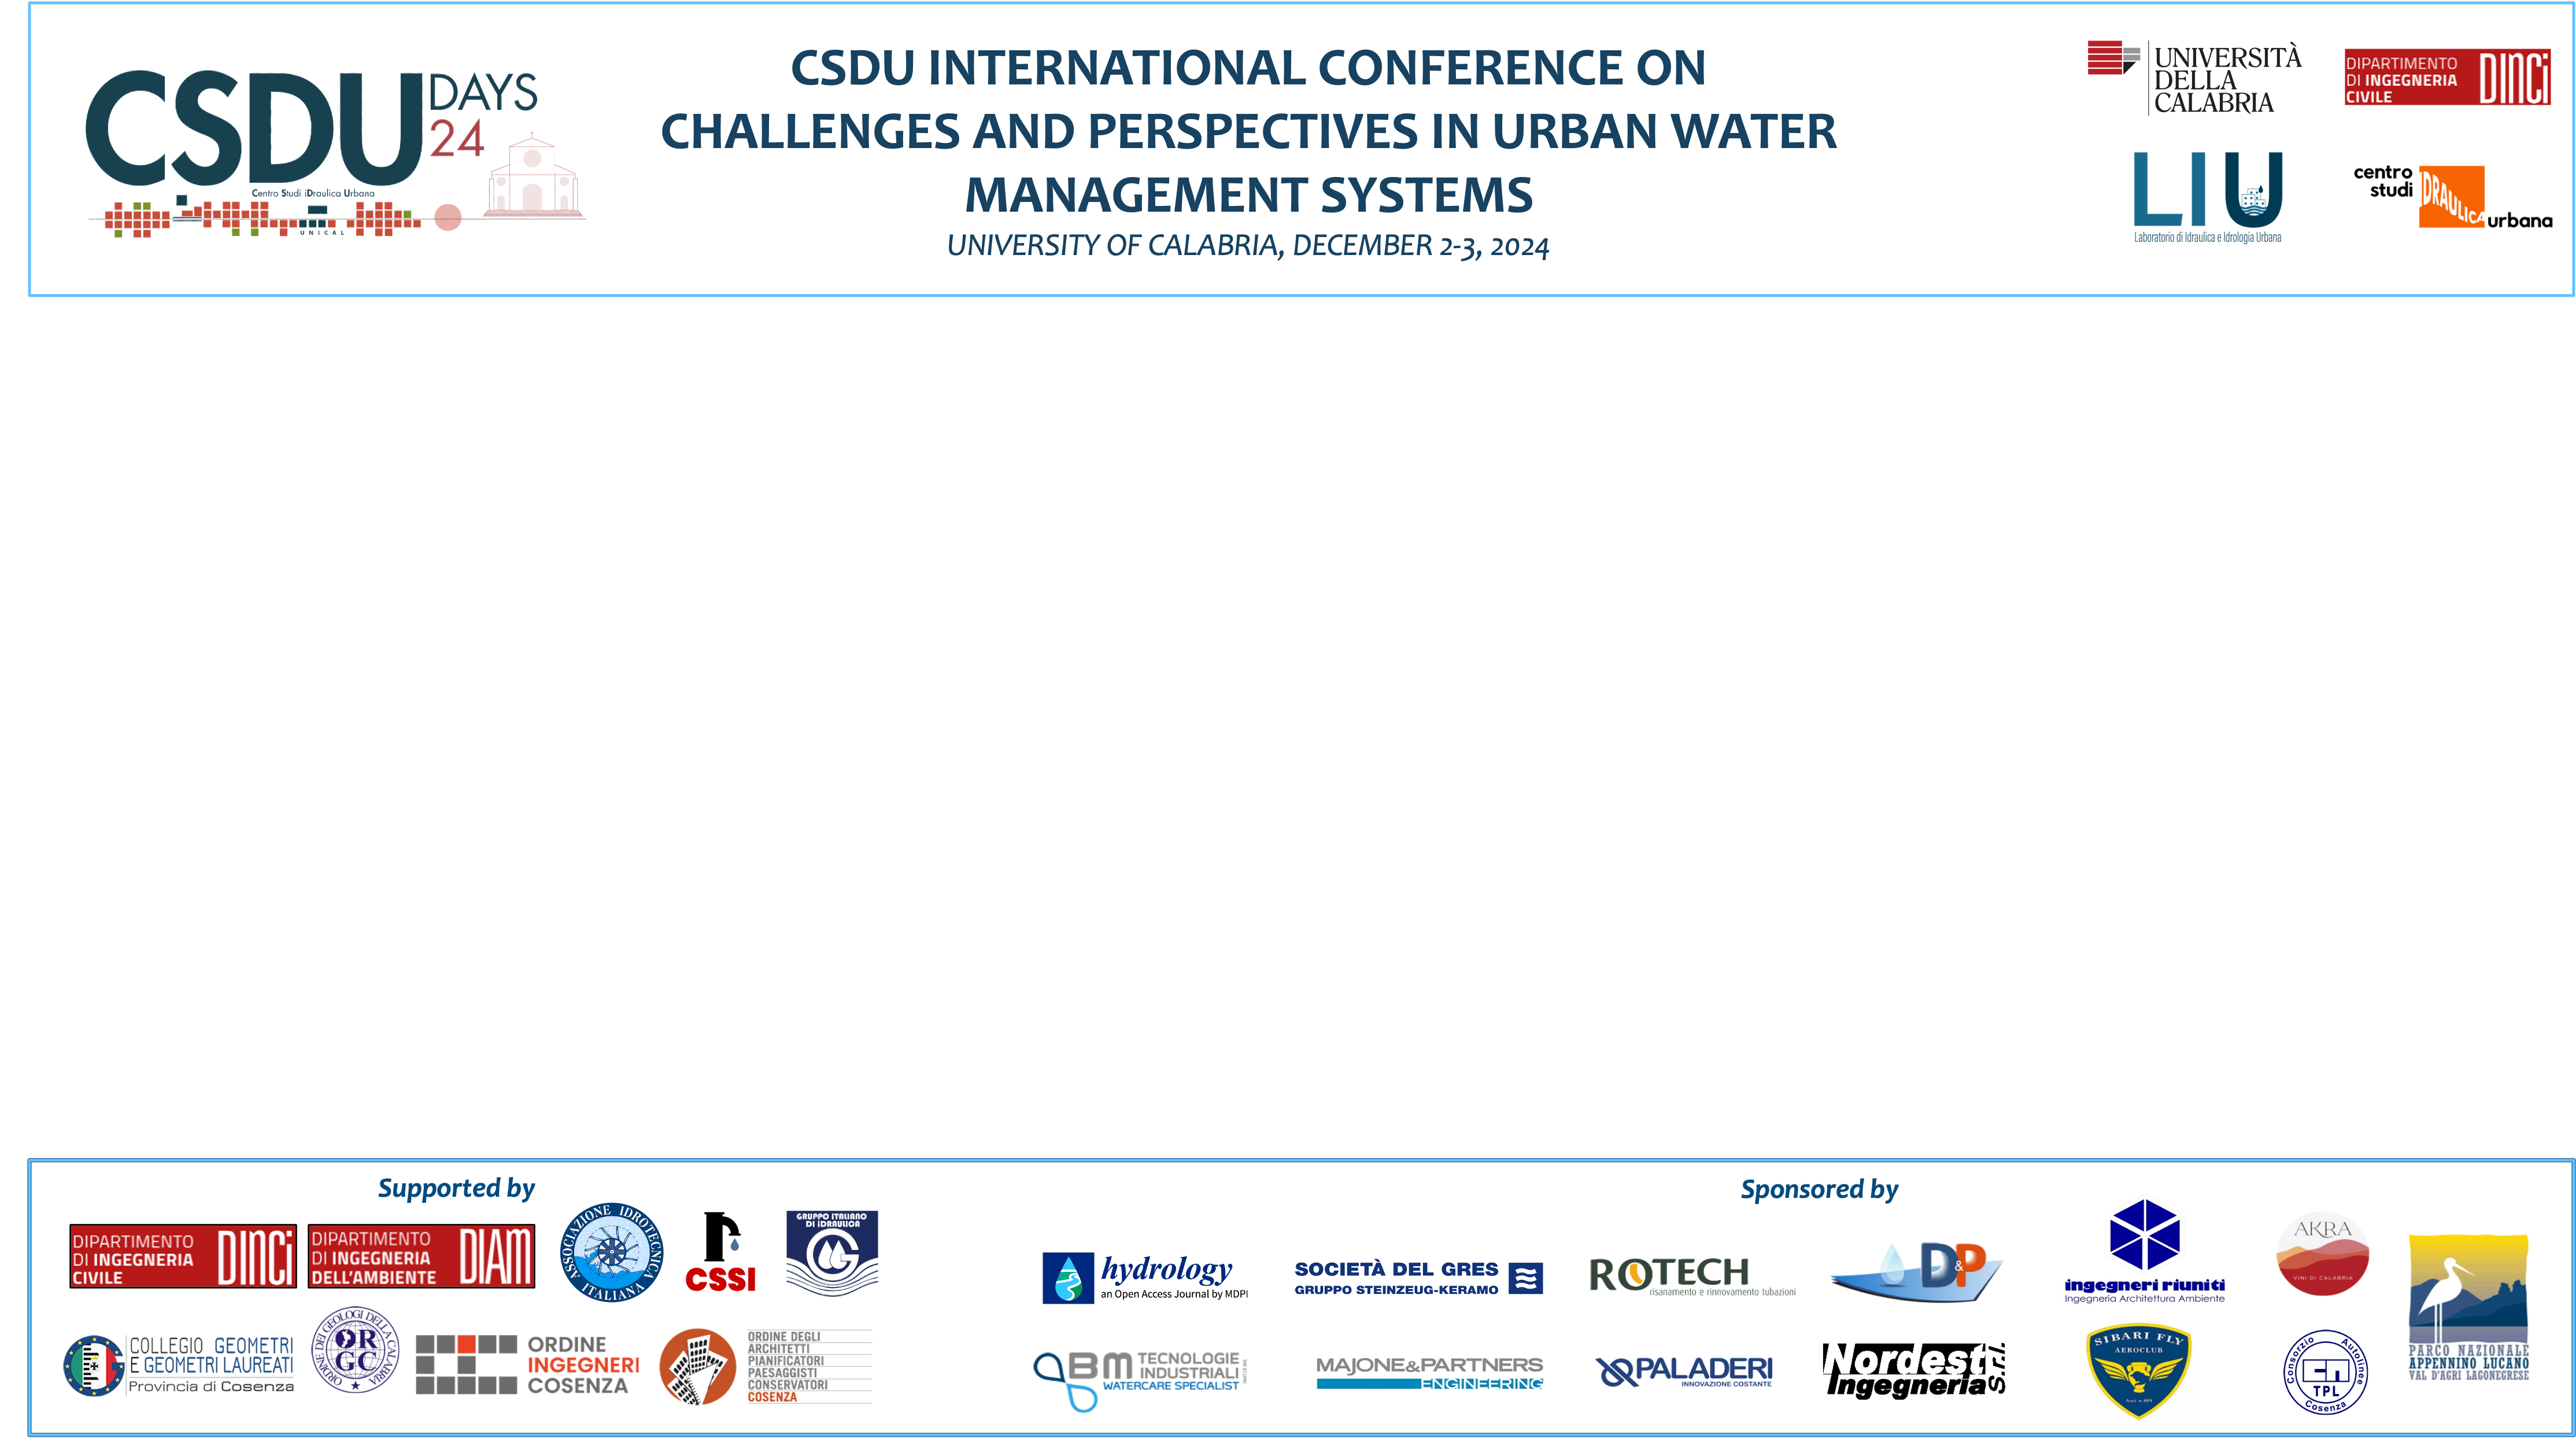 CSDU DAYS
24
Centro Studi iDraulica Urbana
UNICAL
CSDU INTERNATIONAL CONFERENCE ON
CHALLENGES AND PERSPECTIVES IN URBAN WATER
MANAGEMENT SYSTEMS
UNIVERSITY OF CALABRIA, DECEMBER 2-3, 2024
UNIVERSITÀ
DELLA
CALABRIA
DIPARTIMENTO
DI INGEGNERIA
CIVILE
DINCi
LIU
Laboratorio di Idraulica e Idrologia Urbana
centro
studi
IDRAULICA
urbana
Supported by
DIPARTIMENTO
DI INGEGNERIA
CIVILE
DINCi
DIPARTIMENTO
DI INGEGNERIA
DELL'AMBIENTE
DIAM
ASSOCIAZIONE IDROTECNICA ITALIANA
CSSI
GRUPPO ITALIANO
DI IDRAULICA
G
COLLEGIO GEOMETRI
E GEOMETRI LAUREATI
Provincia di Cosenza
ORDINE DEI GEOLOGI DELLA CALABRIA
OR
GC
ORDINE
INGEGNERI
COSENZA
ORDINE DEGLI
ARCHITETTI
PIANIFICATORI
PAESAGGISTI
CONSERVATORI
COSENZA
Sponsored by
hydrology
an Open Access Journal by MDPI
SOCIETÀ DEL GRES
GRUPPO STEINZEUG-KERAMO
ROTECH
risanamento e rinnovamento tubazioni
D&P
ingegneri riuniti
Ingegneria Architettura Ambiente
AKRA
VINI DI CALABRIA
BM TECNOLOGIE
INDUSTRIALI
WATERCARE SPECIALIST
MAJONE&PARTNERS
ENGINEERING
PALADERI
INNOVAZIONE COSTANTE
Nordest
Ingegneria
S.r.l.
SIBARI FLY
AEROCLUB
Consorzio Autolinee
TPL
Cosenza
PARCO NAZIONALE
APPENNINO LUCANO
VAL D'AGRI LAGONEGRESE